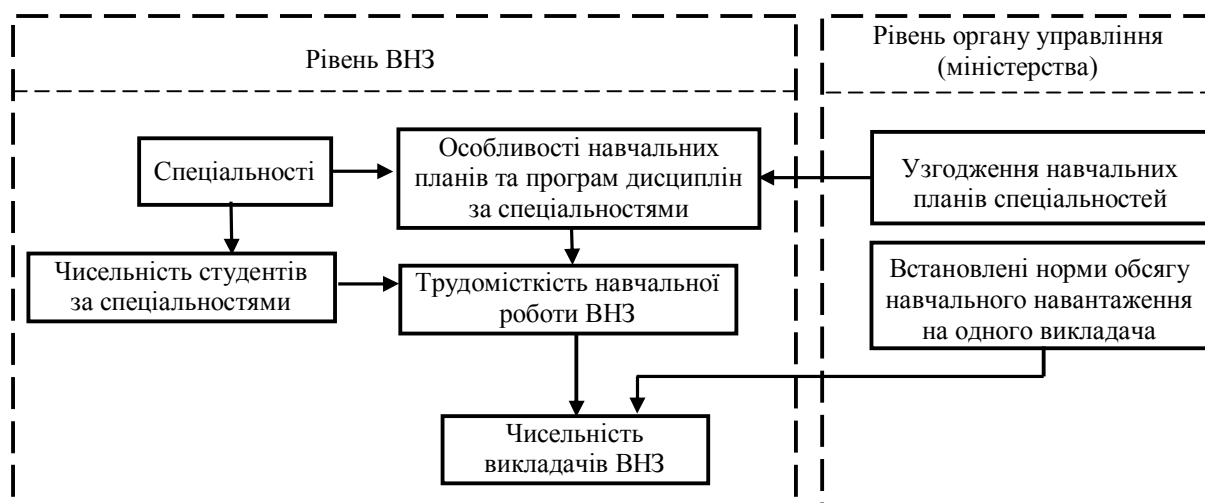 Рівень ВНЗ
Рівень органу управління
(міністерства)
Спеціальності
Особливості навчальних
планів та програм дисциплін
за спеціальностями
Узгодження навчальних
планів спеціальностей
Чисельність студентів
за спеціальностями
Трудомісткість навчальної
роботи ВНЗ
Встановлені норми обсягу
навчального навантаження
на одного викладача
Чисельність
викладачів ВНЗ